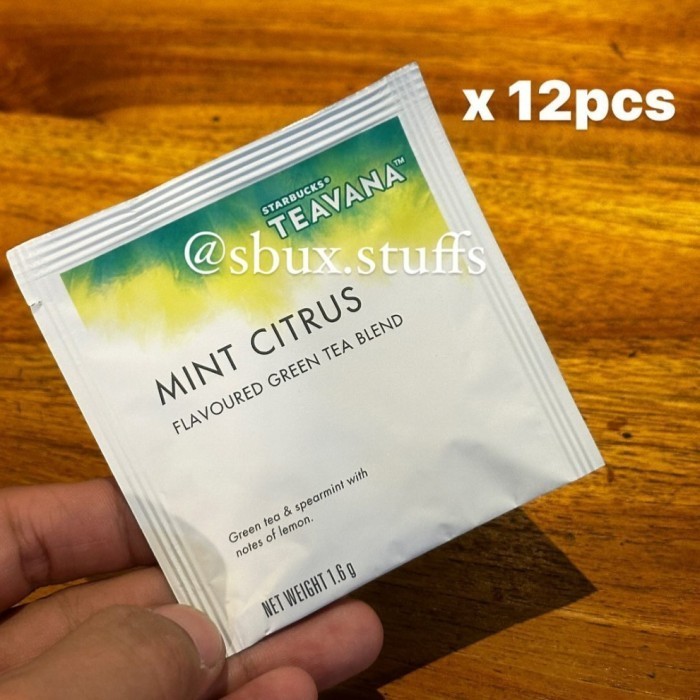 x 12pcs
STARBUCKS®
TEAVANA™
@sbux.stuffs
MINT CITRUS
FLAVOURED GREEN TEA BLEND
Green tea & spearmint with
notes of lemon.
NET WEIGHT 1.6 g